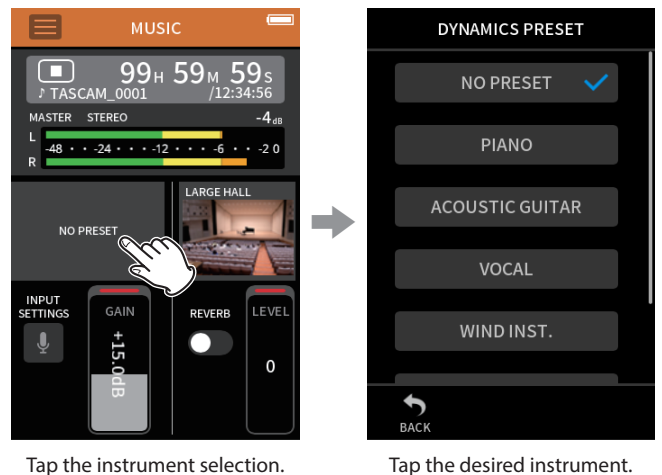 MUSIC
99H 59M 59S
♪ TASCAM_0001 /12:34:56
MASTER STEREO -4dB
L
-48 · · -24 · · · -12 · · · -6 · · -2 0
R
NO PRESET
LARGE HALL
INPUT
SETTINGS
GAIN
+15.0dB
REVERB
LEVEL
0
Tap the instrument selection.
DYNAMICS PRESET
NO PRESET
PIANO
ACOUSTIC GUITAR
VOCAL
WIND INST.
BACK
Tap the desired instrument.